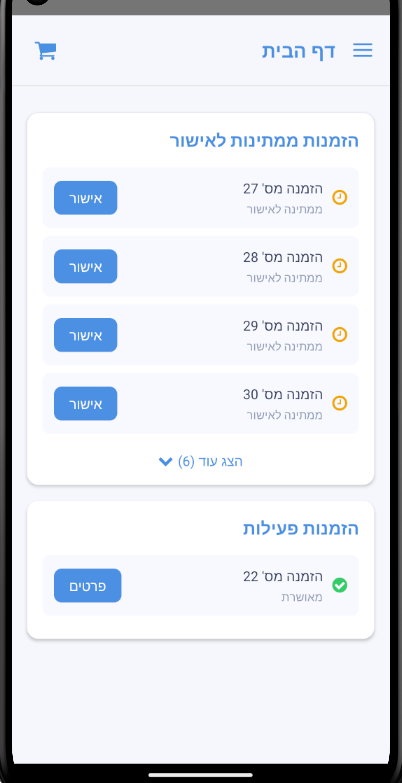 דף הבית
הזמנות ממתינות לאישור
הזמנה מס' 27
ממתינה לאישור
אישור
הזמנה מס' 28
ממתינה לאישור
אישור
הזמנה מס' 29
ממתינה לאישור
אישור
הזמנה מס' 30
ממתינה לאישור
אישור
הצג עוד (6)
הזמנות פעילות
הזמנה מס' 22
מאושרת
פרטים